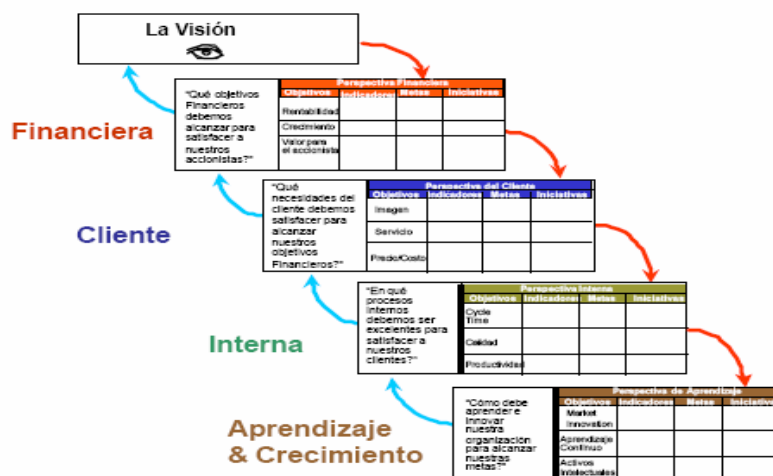 La Visión
Financiera
"Qué objetivos
Financieros
debemos
alcanzar para
satisfacer a
nuestros
accionistas?"
Perspectiva Financiera
Objetivos Indicadores Metas Iniciativas
Rentabilidad
Crecimiento
Valor para
el accionista
Cliente
"Qué
necesidades del
cliente debemos
satisfacer para
alcanzar
nuestros
objetivos
Financieros?"
Perspectiva del Cliente
Objetivos Indicadores Metas Iniciativas
Imagen
Servicio
Precio/Costo
Interna
"En qué
procesos
internos
debemos ser
excelentes para
satisfacer a
nuestros
clientes?"
Perspectiva Interna
Objetivos Indicadores Metas Iniciativas
Cycle
Time
Calidad
Productividad
Aprendizaje
& Crecimiento
"Cómo debe
aprender e
innovar
nuestra
organización
para alcanzar
nuestras
metas?"
Perspectiva de Aprendizaje
Objetivos Indicadores Metas Iniciativas
Market
Innovation
Aprendizaje
Continuo
Activos
Intelectuales